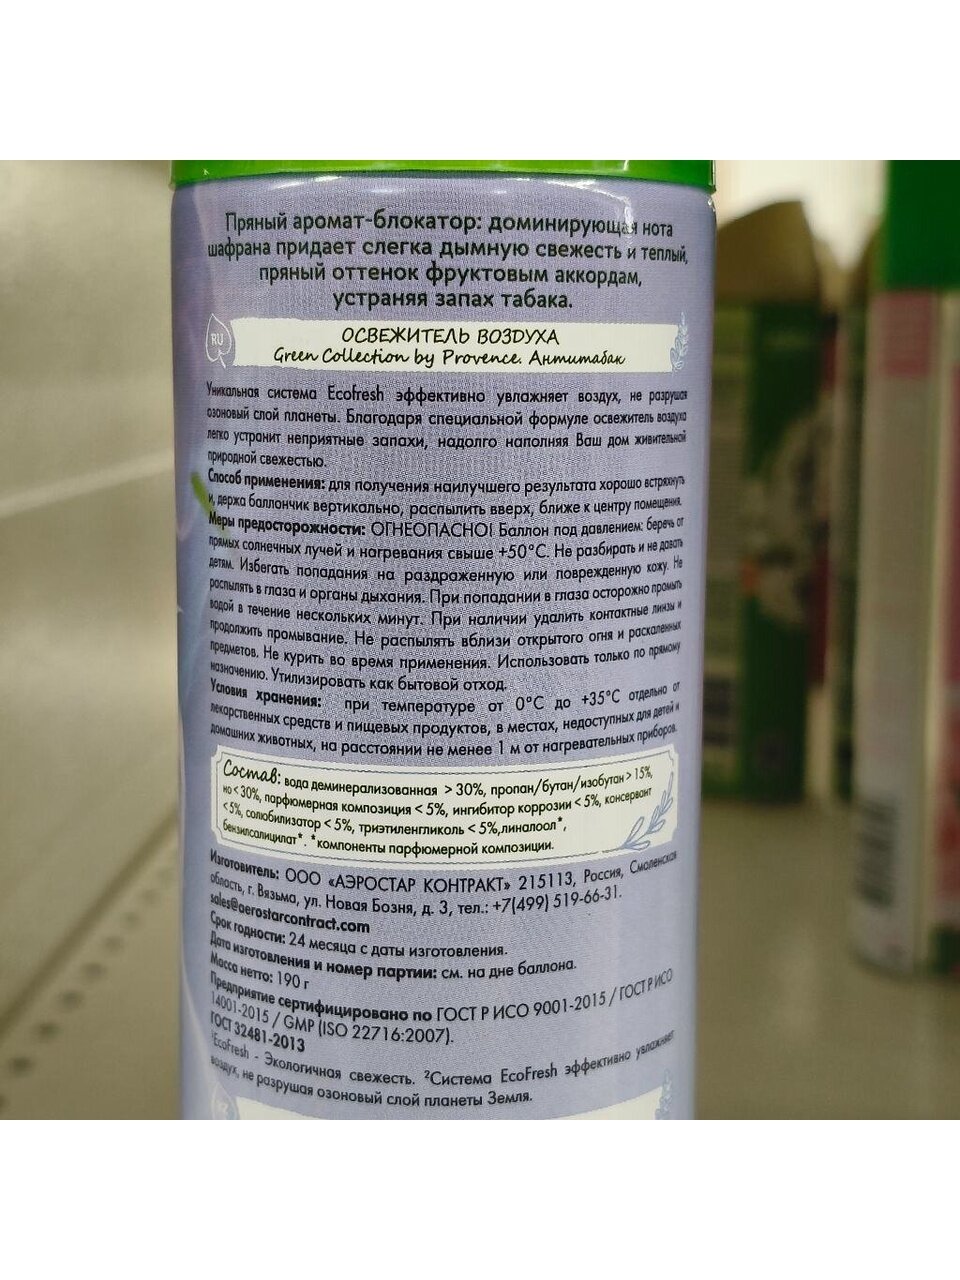 Пряный аромат-блокатор: доминирующая нота
шафрана придает слегка дымную свежесть и теплый,
пряный оттенок фруктовым аккордам,
устраняя запах табака.
RU
ОСВЕЖИТЕЛЬ ВОЗДУХА
Green Collection by Provence. Антитабак
Уникальная система Ecofresh эффективно увлажняет воздух, не разрушая
озоновый слой планеты. Благодаря специальной формуле освежитель воздуха
легко устранит неприятные запахи, надолго наполняя Ваш дом живительной
природной свежестью.
Способ применения: для получения наилучшего результата хорошо встряхнуть
и, держа баллончик вертикально, распылить вверх, ближе к центру помещения.
Меры предосторожности: ОГНЕОПАСНО! Баллон под давлением: беречь от
прямых солнечных лучей и нагревания свыше +50°С. Не разбирать и не давать
детям. Избегать попадания на раздраженную или поврежденную кожу. Не
распылять в глаза и органы дыхания. При попадании в глаза осторожно промыть
водой в течение нескольких минут. При наличии удалить контактные линзы и
продолжить промывание. Не распылять вблизи открытого огня и раскаленных
предметов. Не курить во время применения. Использовать только по прямому
назначению. Утилизировать как бытовой отход.
Условия хранения: при температуре от 0°С до +35°С отдельно от
лекарственных средств и пищевых продуктов, в местах, недоступных для детей и
домашних животных, на расстоянии не менее 1 м от нагревательных приборов.
Состав: вода деминерализованная > 30%, пропан/бутан/изобутан > 15%,
но < 30%, парфюмерная композиция < 5%, ингибитор коррозии < 5%, консервант
< 5%, солюбилизатор < 5%, триэтиленгликоль < 5%,линалоол*,
бензилсалицилат*. *компоненты парфюмерной композиции.
Изготовитель: ООО «АЭРОСТАР КОНТРАКТ» 215113, Россия, Смоленская
область, г. Вязьма, ул. Новая Бозня, д. 3, тел.: +7(499) 519-66-31.
sales@aerostarcontract.com
Срок годности: 24 месяца с даты изготовления.
Дата изготовления и номер партии: см. на дне баллона.
Масса нетто: 190 г
Предприятие сертифицировано по ГОСТ Р ИСО 9001-2015 / ГОСТ Р ИСО
14001-2015 / GMP (ISO 22716:2007).
ГОСТ 32481-2013
¹EcoFresh - Экологичная свежесть. ²Система EcoFresh эффективно увлажняет
воздух, не разрушая озоновый слой планеты Земля.